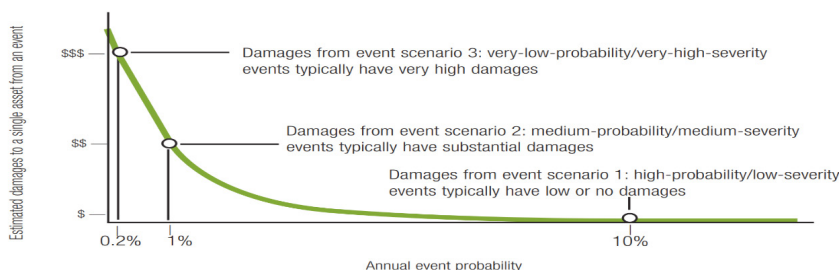 Estimated damages to a single asset from an event
$$$
Damages from event scenario 3: very-low-probability/very-high-severity
events typically have very high damages
$$
Damages from event scenario 2: medium-probability/medium-severity
events typically have substantial damages
Damages from event scenario 1: high-probability/low-severity
events typically have low or no damages
$
0.2%
1%
10%
Annual event probability